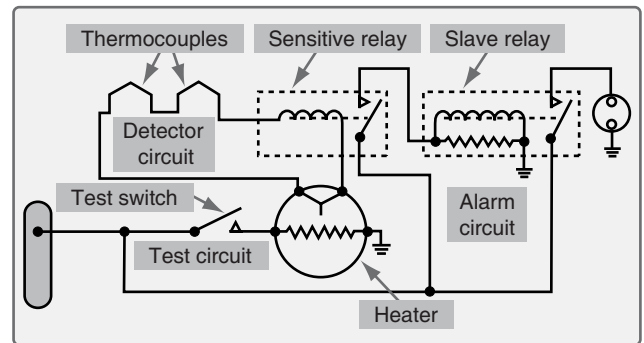 Thermocouples
Sensitive relay
Slave relay
Detector
circuit
Test switch
Alarm
circuit
Test circuit
Heater